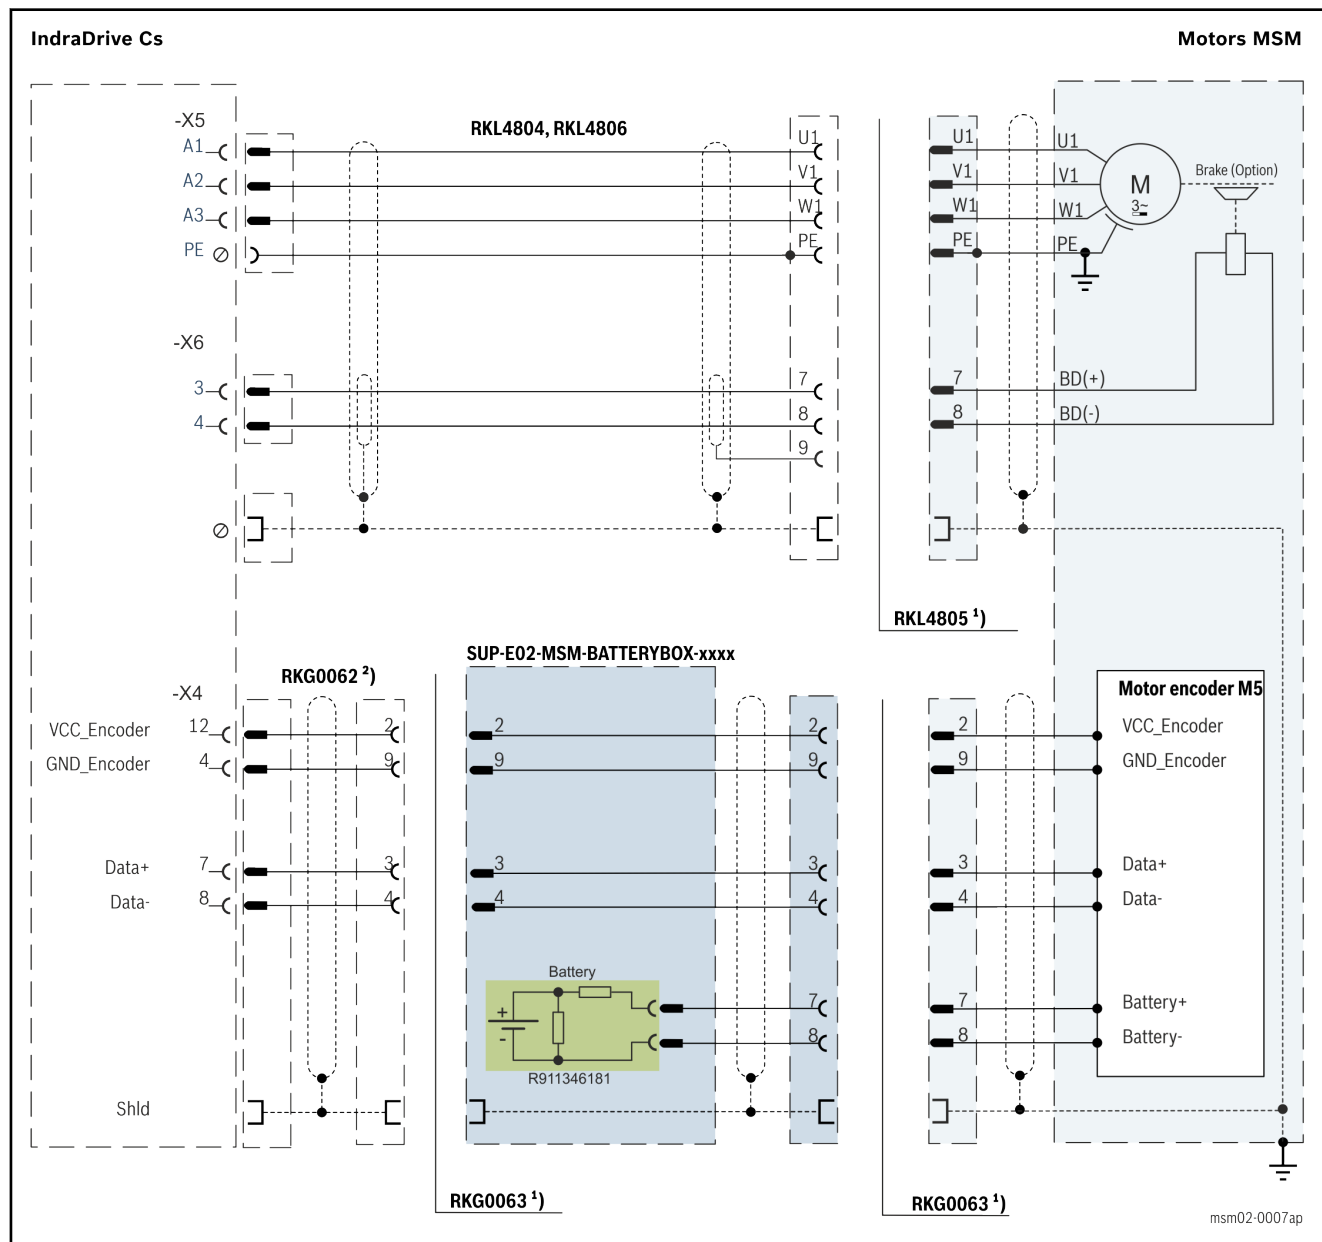 IndraDrive Cs
Motors MSM
-X5
RKL4804, RKL4806
A1
U1
U1
U1
A2
V1
V1
V1
M
3~
Brake (Option)
A3
W1
W1
W1
PE
PE
PE
PE
-X6
3
7
7
BD(+)
4
8
8
BD(-)
9
RKL4805 ¹)
SUP-E02-MSM-BATTERYBOX-xxxx
RKG0062 ²)
-X4
Motor encoder M5
VCC_Encoder
12
2
2
2
2
VCC_Encoder
GND_Encoder
4
9
9
9
9
GND_Encoder
Data+
7
3
3
3
3
Data+
Data-
8
4
4
4
4
Data-
Battery
+
-
7
7
Battery+
8
8
Battery-
R911346181
Shld
RKG0063 ¹)
RKG0063 ¹)
msm02-0007ap